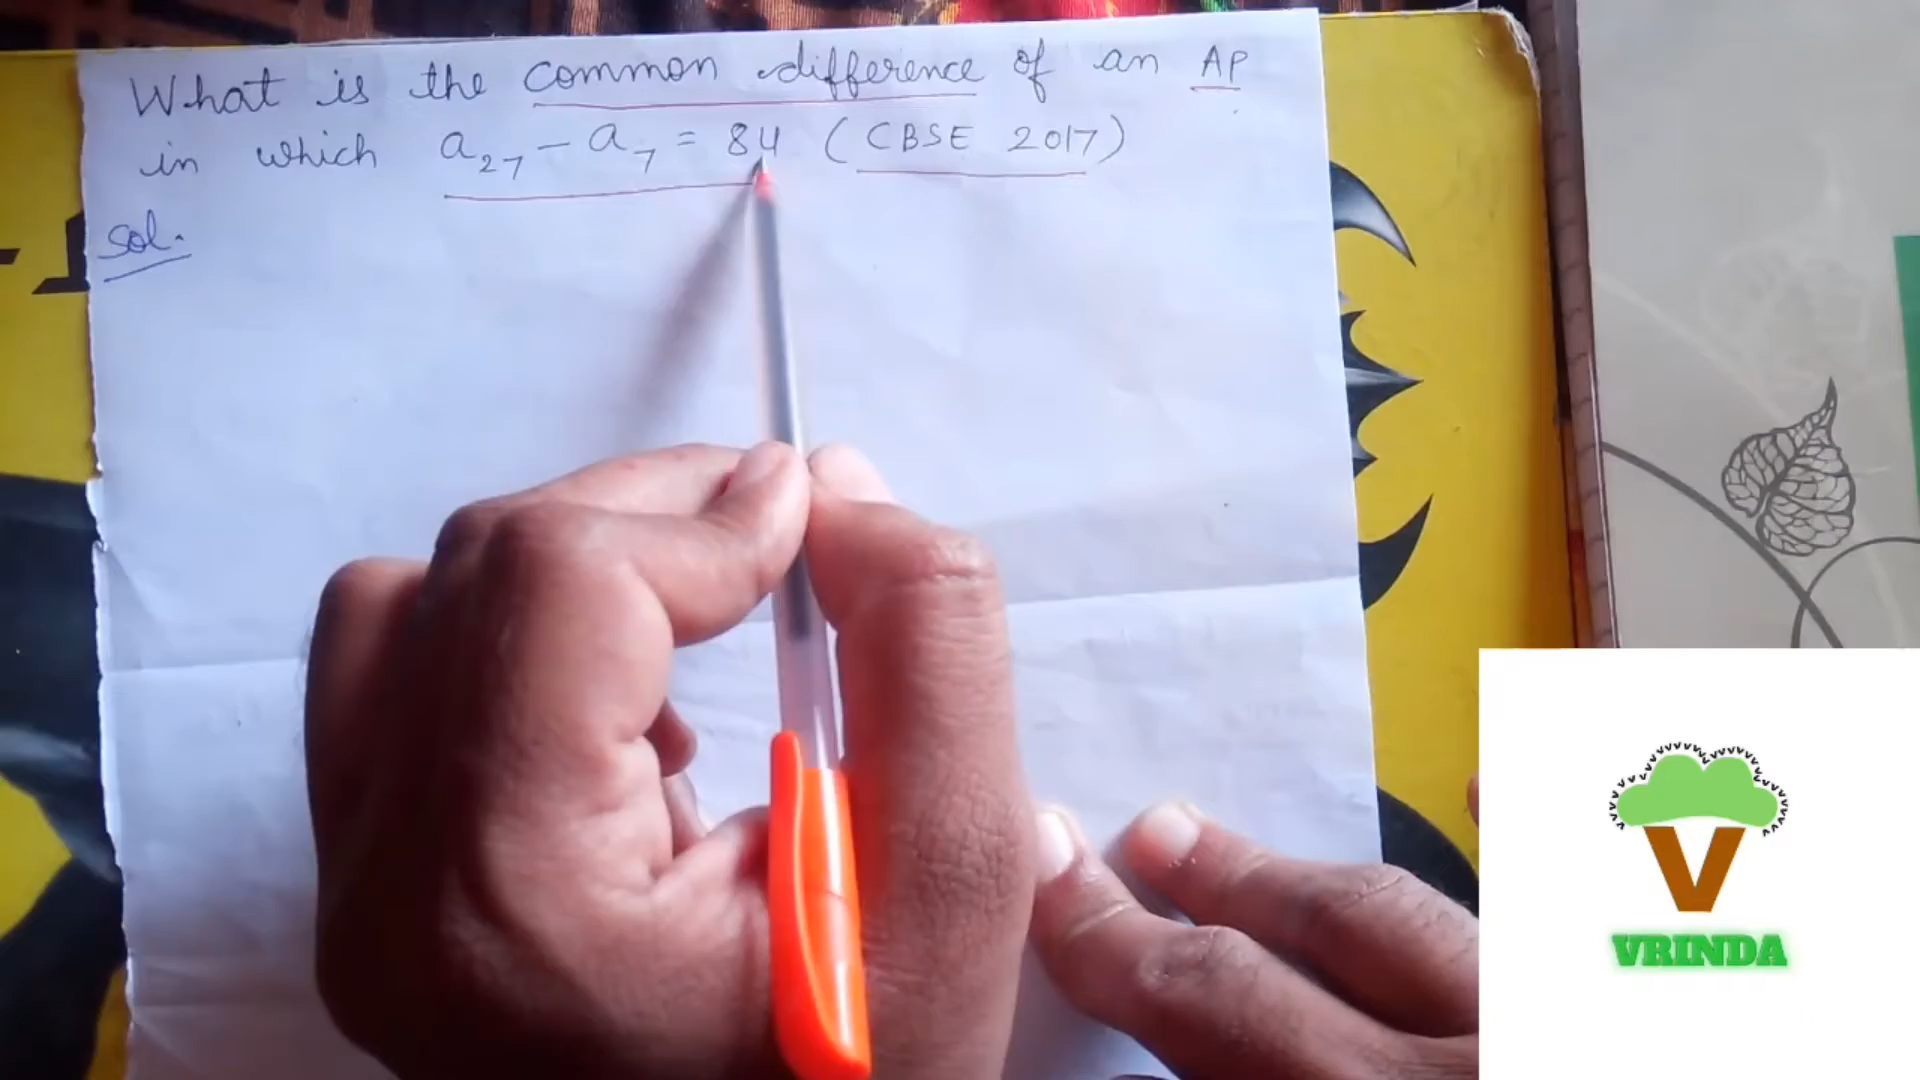 What is the common difference of an AP
in which a₂₇ - a₇ = 84 (CBSE 2017)
Sol.
V
VRINDA